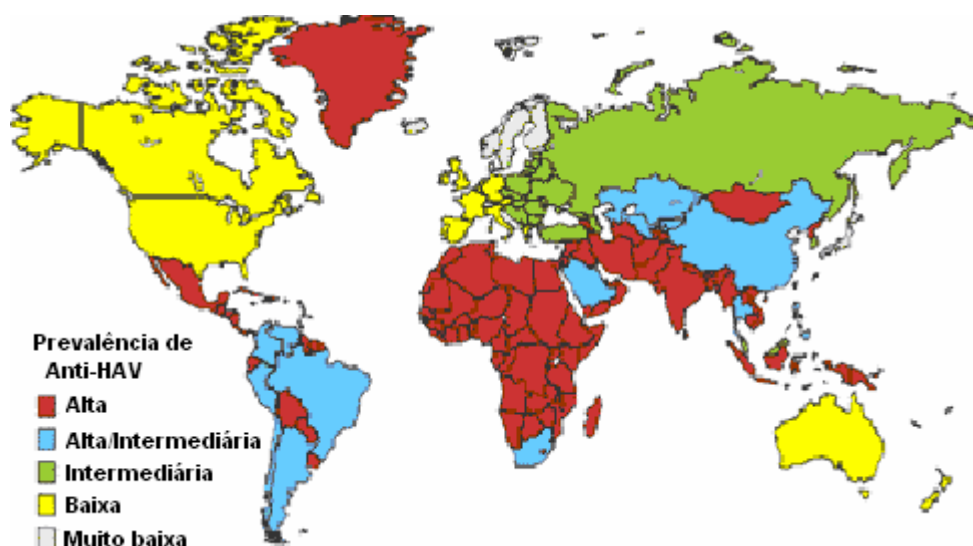 Prevalência de
Anti-HAV
Alta
Alta/Intermediária
Intermediária
Baixa
Muito baixa